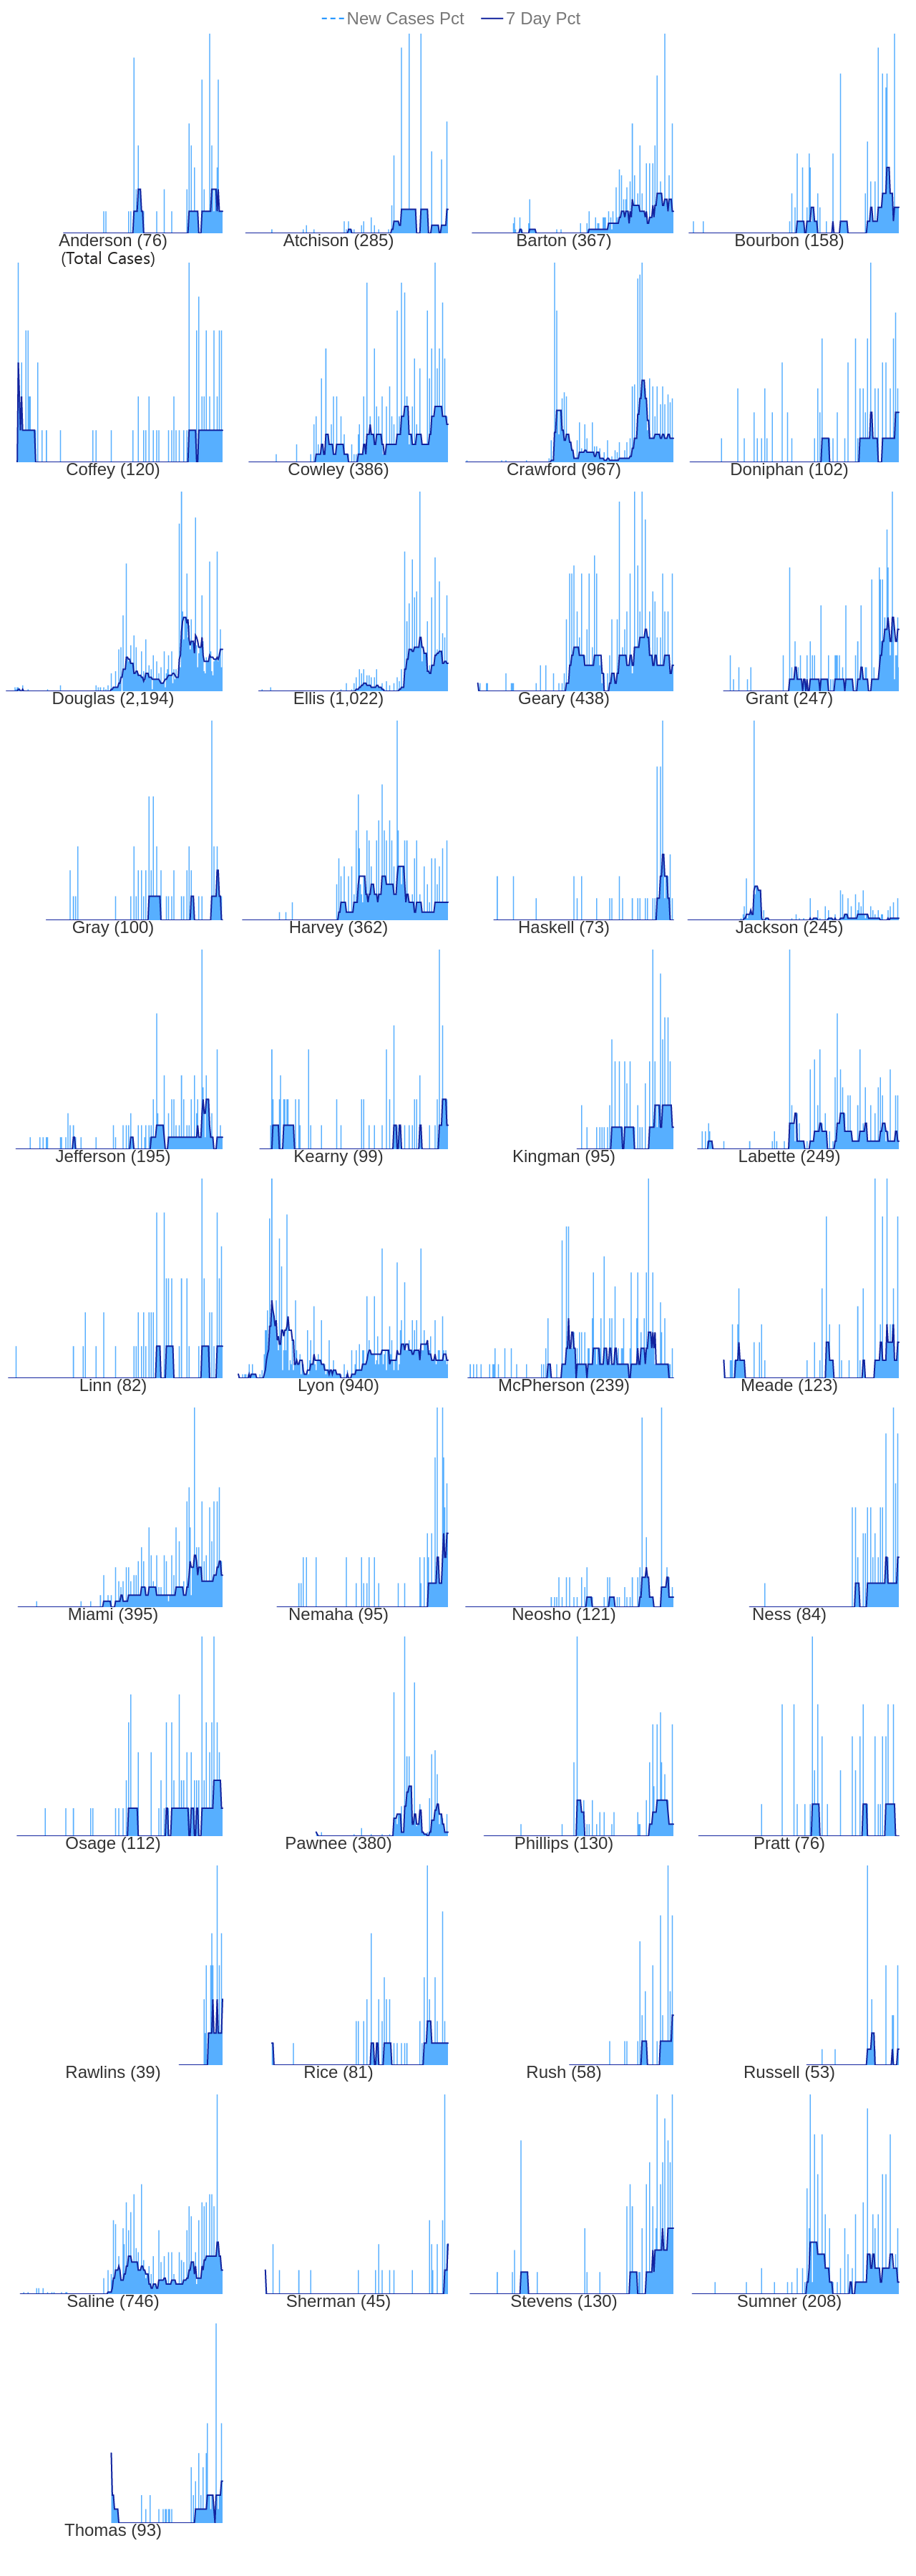 New Cases Pct 7 Day Pct
Anderson (76) Atchison (285) Barton (367) Bourbon (158)
(Total Cases)
Coffey (120) Cowley (386) Crawford (967) Doniphan (102)
Douglas (2,194) Ellis (1,022) Geary (438) Grant (247)
Gray (100) Harvey (362) Haskell (73) Jackson (245)
Jefferson (195) Kearny (99) Kingman (95) Labette (249)
Linn (82) Lyon (940) McPherson (239) Meade (123)
Miami (395) Nemaha (95) Neosho (121) Ness (84)
Osage (112) Pawnee (380) Phillips (130) Pratt (76)
Rawlins (39) Rice (81) Rush (58) Russell (53)
Saline (746) Sherman (45) Stevens (130) Sumner (208)
Thomas (93)